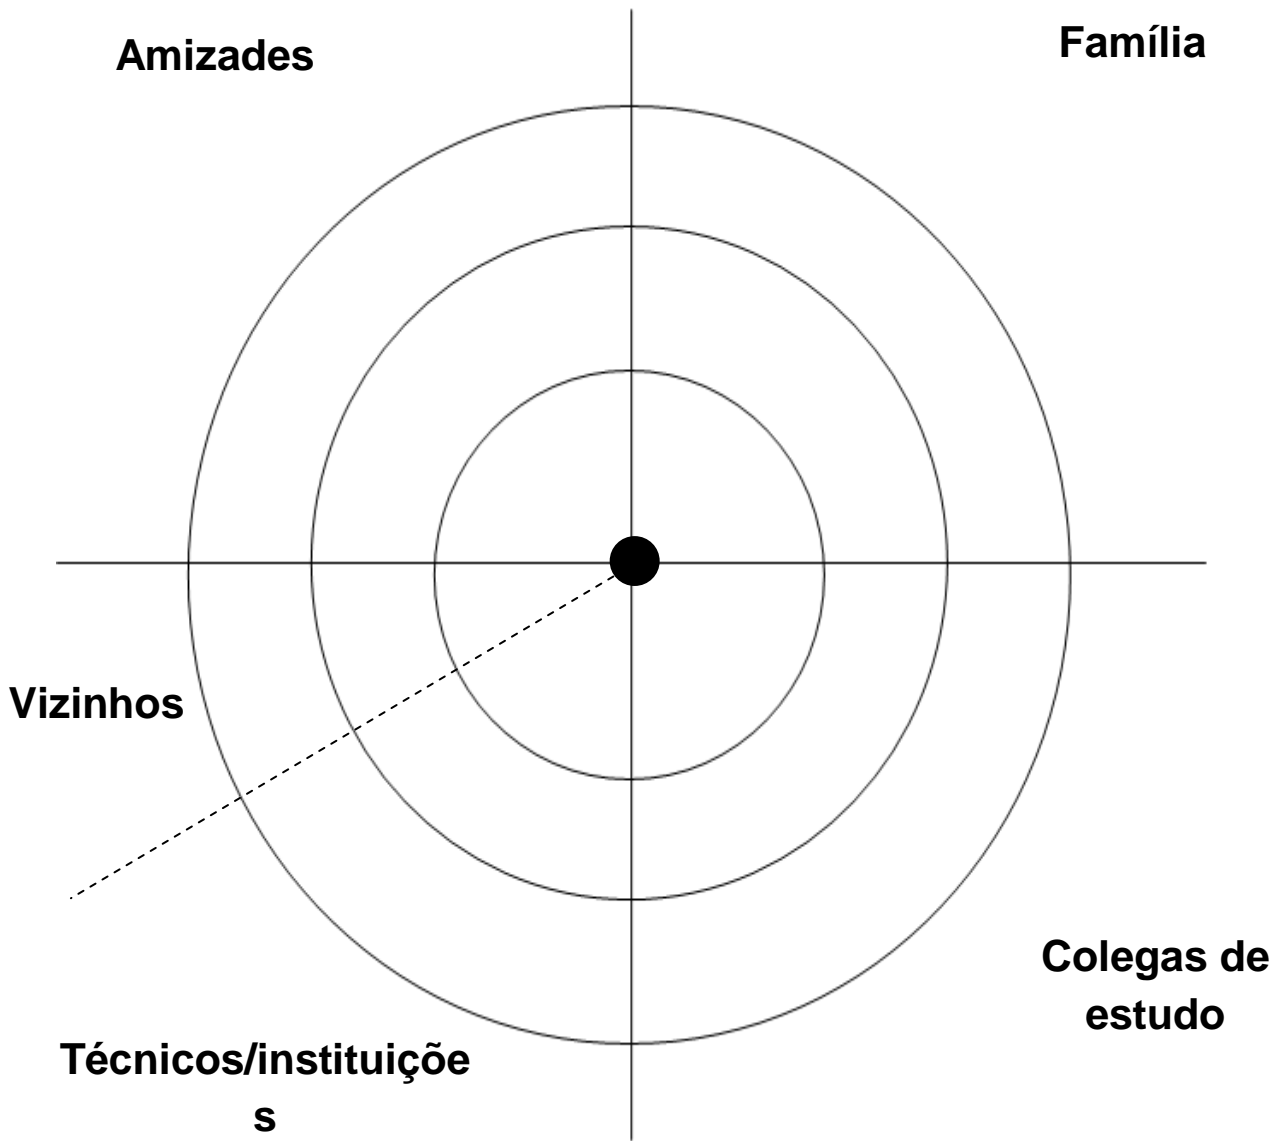 Amizades
Família
Vizinhos
Colegas de
estudo
Técnicos/instituiçõe
s